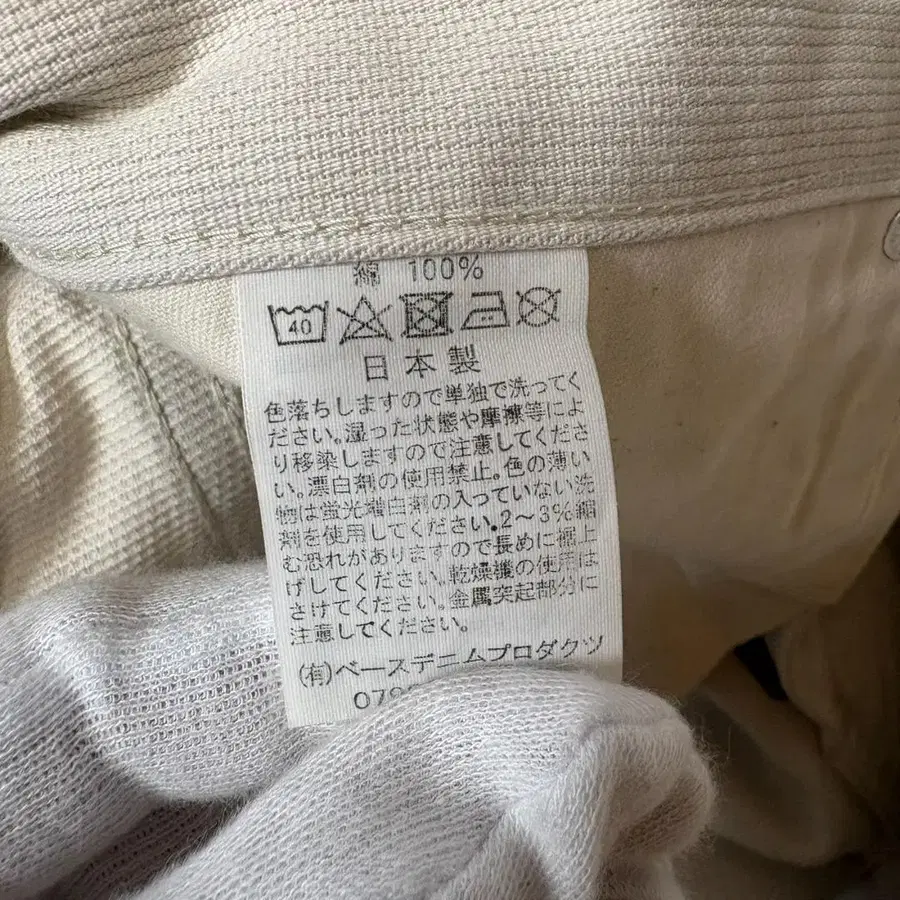 綿 100%
40
日本製
色落ちしますので単独で洗ってく
ださい。湿った状態や摩擦等によ
り移染しますので注意してくださ
い。漂白剤の使用禁止。色の薄い
物は蛍光増白剤の入っていない洗
剤を使用してください。2〜3%縮
む恐れがありますので長めに裾上
げしてください。乾燥機の使用は
さけてください。金属突起部分に
注意してください。
(有)ベースデニムプロダクツ
078